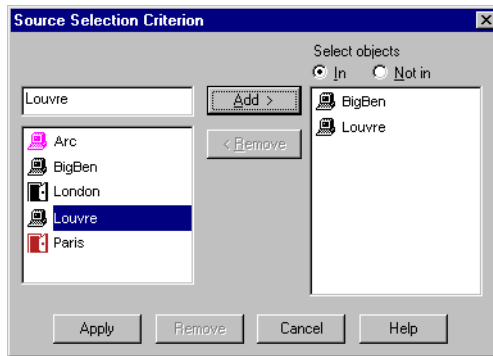 Source Selection Criterion
Select objects
In Not in
Louvre
Add >
< Remove
Arc
BigBen
London
Louvre
Paris
BigBen
Louvre
Apply Remove Cancel Help